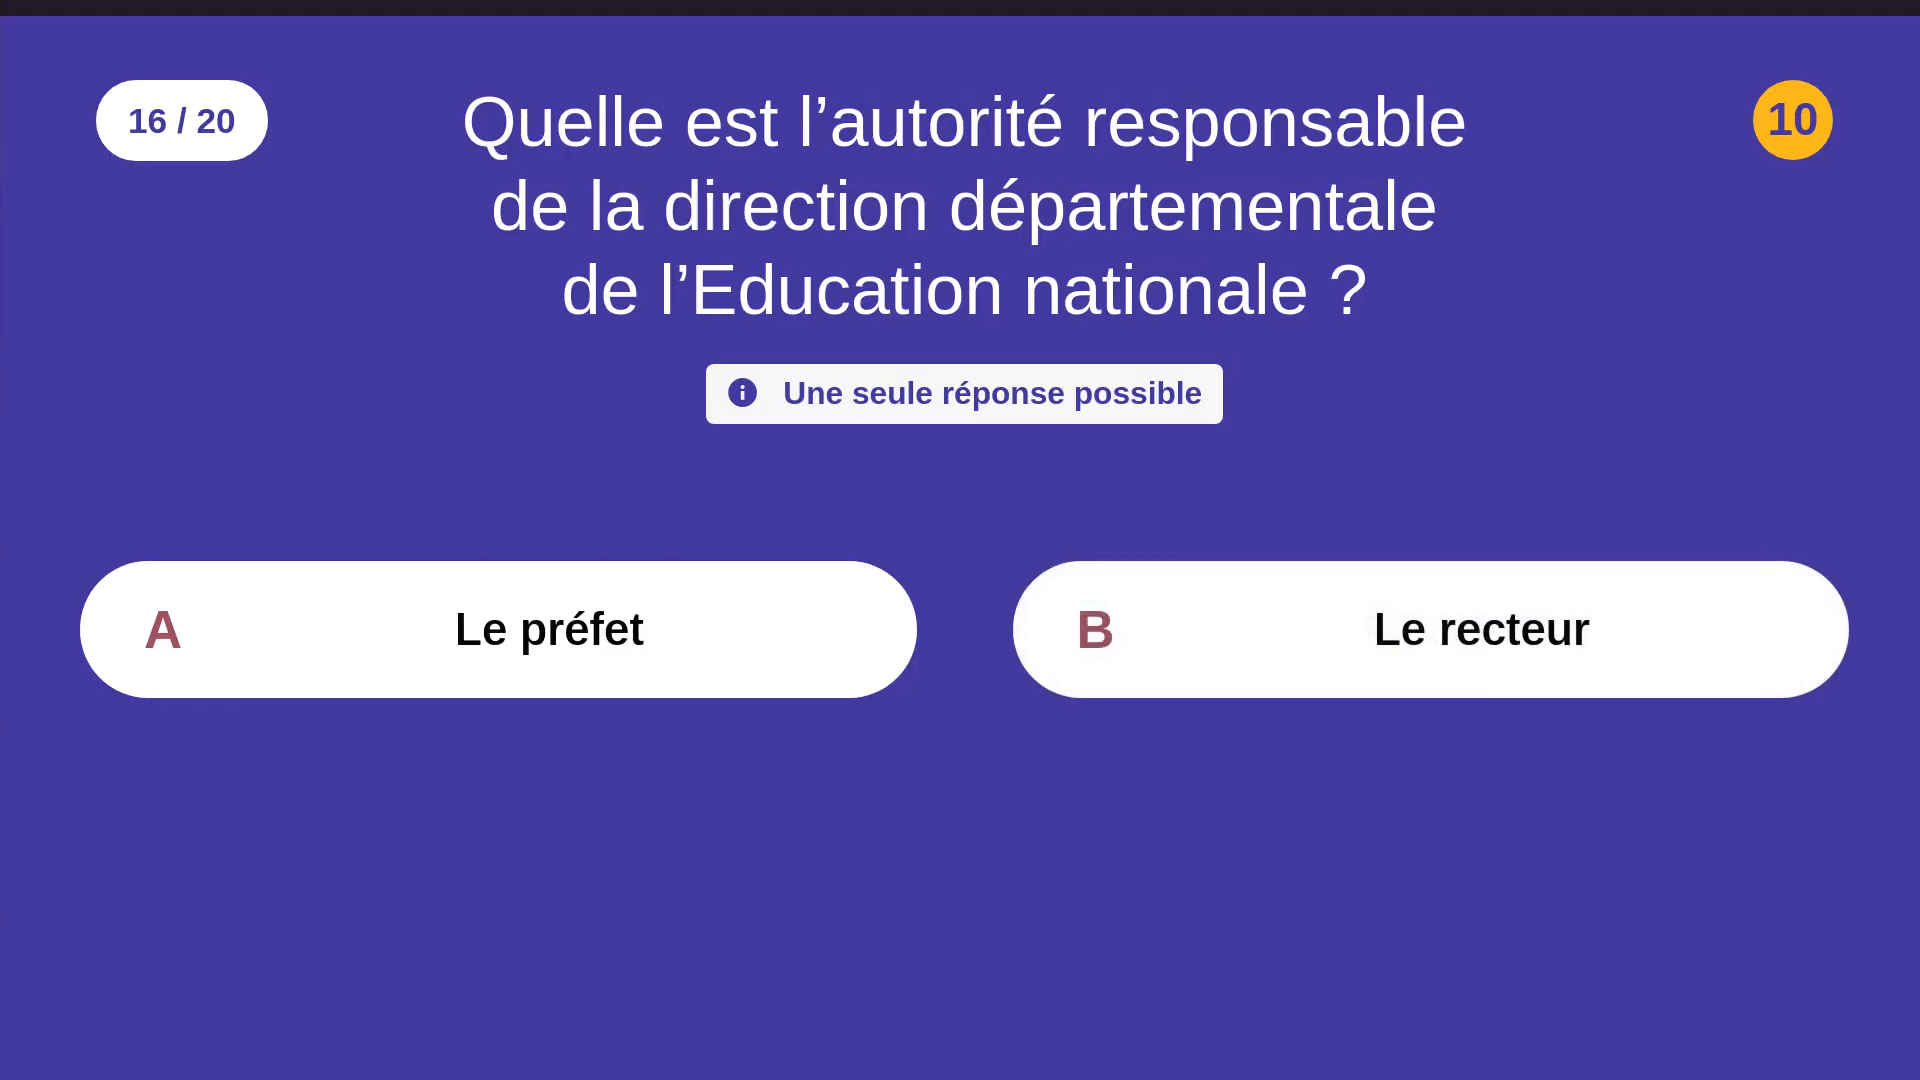 16 / 20
Quelle est l’autorité responsable
de la direction départementale
de l’Education nationale ?
10
Une seule réponse possible
A Le préfet
B Le recteur